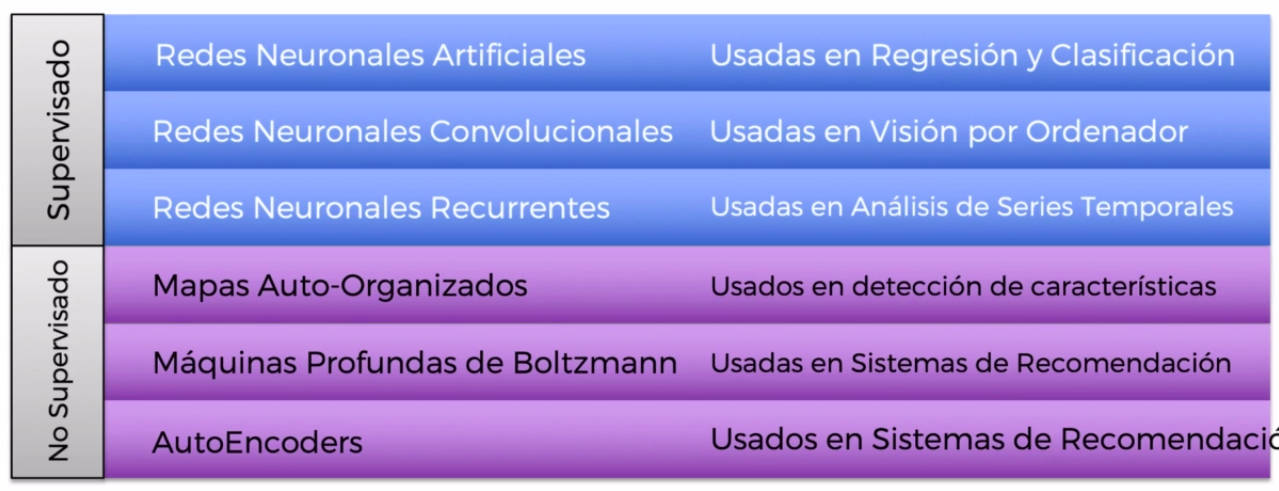 Supervisado
Redes Neuronales Artificiales Usadas en Regresión y Clasificación
Redes Neuronales Convolucionales Usadas en Visión por Ordenador
Redes Neuronales Recurrentes Usadas en Análisis de Series Temporales
No Supervisado
Mapas Auto-Organizados Usados en detección de características
Máquinas Profundas de Boltzmann Usadas en Sistemas de Recomendación
AutoEncoders Usados en Sistemas de Recomendació